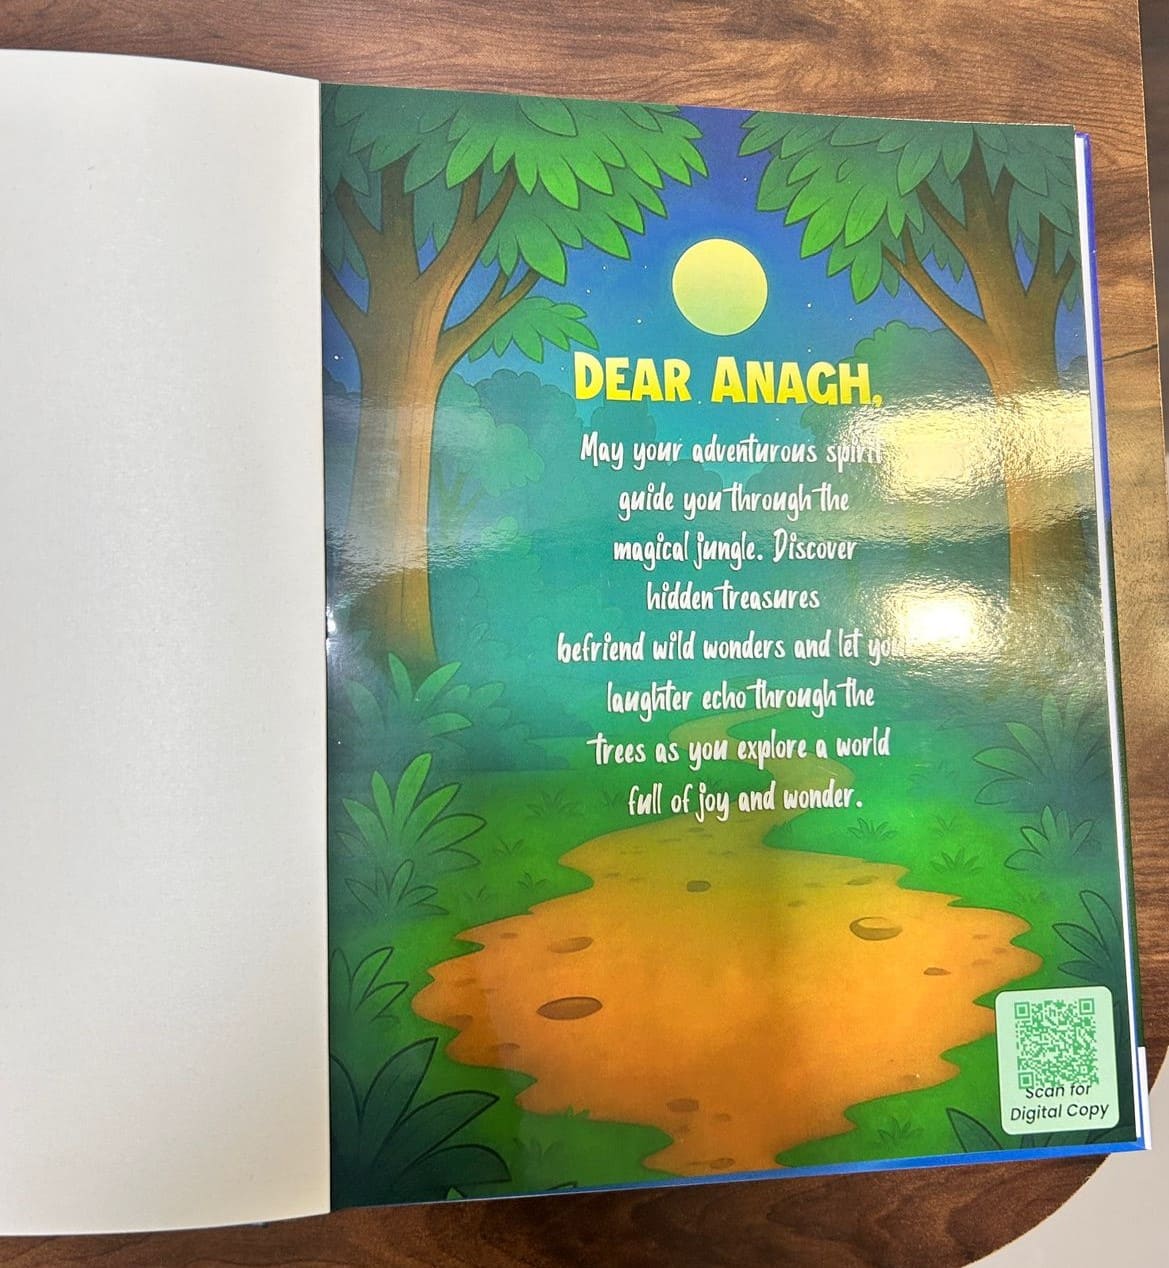 DEAR ANAGH,
May your adventurous spirit
guide you through the
magical jungle. Discover
hidden treasures
befriend wild wonders and let your
laughter echo through the
trees as you explore a world
full of joy and wonder.
Scan for
Digital Copy